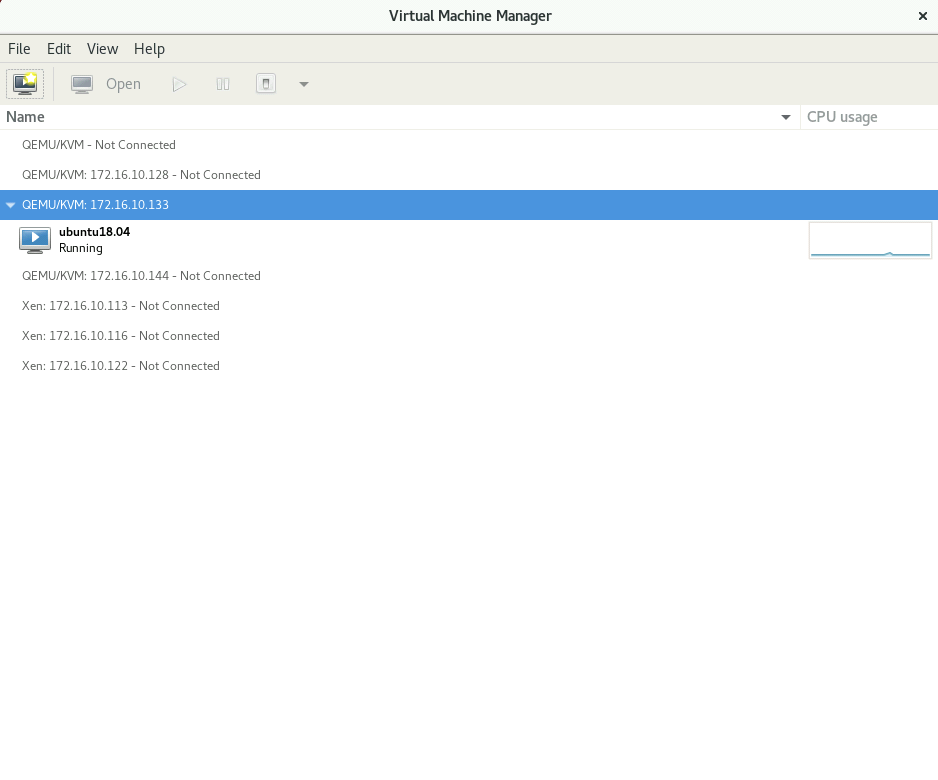 Virtual Machine Manager
File Edit View Help
Open
Name CPU usage
QEMU/KVM - Not Connected
QEMU/KVM: 172.16.10.128 - Not Connected
QEMU/KVM: 172.16.10.133
ubuntu18.04
Running
QEMU/KVM: 172.16.10.144 - Not Connected
Xen: 172.16.10.113 - Not Connected
Xen: 172.16.10.116 - Not Connected
Xen: 172.16.10.122 - Not Connected